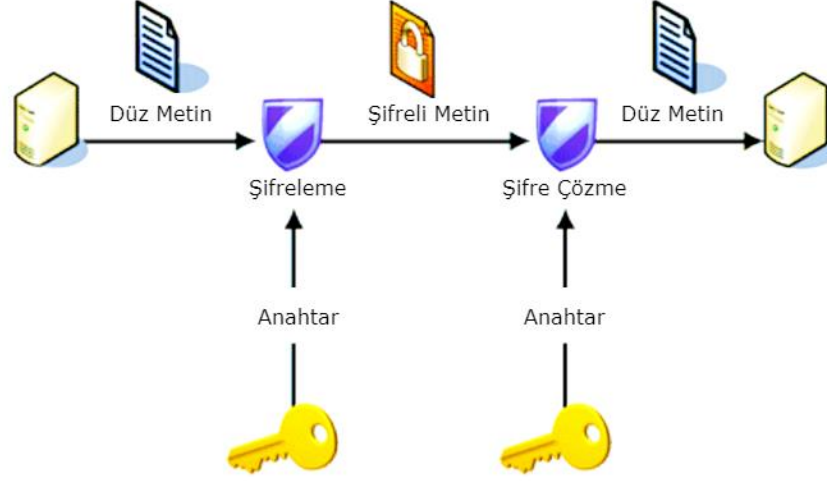 Düz Metin
Şifreli Metin
Düz Metin
Şifreleme
Şifre Çözme
Anahtar
Anahtar